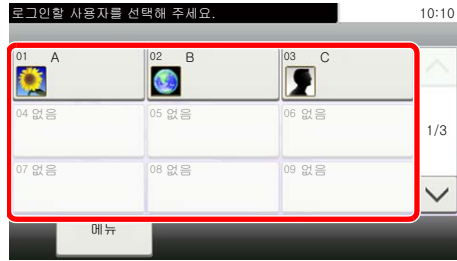 로그인할 사용자를 선택해 주세요. 10:10
01 A 02 B 03 C
04 없음 05 없음 06 없음
1/3
07 없음 08 없음 09 없음
메뉴